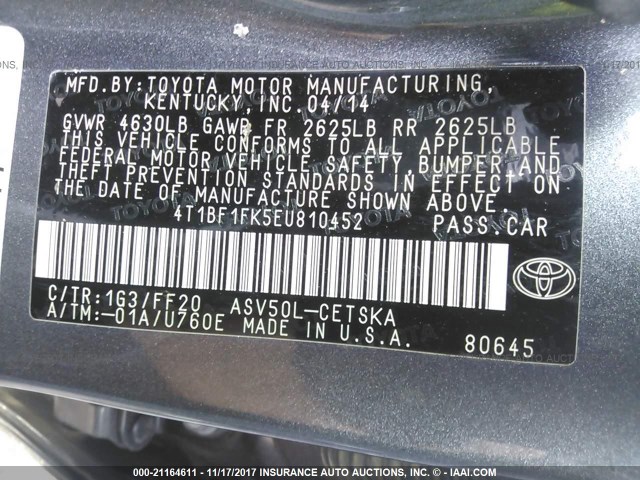 MFD.BY:TOYOTA MOTOR MANUFACTURING,
KENTUCKY, INC. 04/14
GVWR 4630LB GAWR FR 2625LB RR 2625LB
THIS VEHICLE CONFORMS TO ALL APPLICABLE
FEDERAL MOTOR VEHICLE SAFETY, BUMPER, AND
THEFT PREVENTION STANDARDS IN EFFECT ON
THE DATE OF MANUFACTURE SHOWN ABOVE.
4T1BF1FK5EU810452 PASS.CAR
C/TR:1G3/FF20 ASV50L-CETSKA
A/TM:-01A/U760E MADE IN U.S.A.
80645
000-21164611 - 11/17/2017 INSURANCE AUTO AUCTIONS, INC. (C) - IAAI.COM